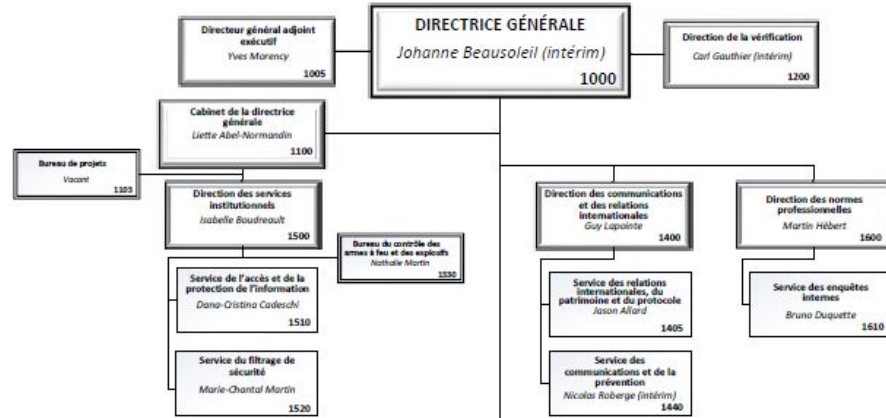 DIRECTRICE GÉNÉRALE
Johanne Beausoleil (intérim)
1000
Directeur général adjoint
exécutif
Yves Morency
1005
Direction de la vérification
Carl Gauthier (intérim)
1200
Cabinet de la directrice
générale
Liette Abel-Normandin
1100
Bureau de projets
Vacant
1103
Direction des services
institutionnels
Isabelle Boudreault
1500
Bureau du contrôle des
armes à feu et des explosifs
Nathalie Martin
1530
Service de l'accès et de la
protection de l'information
Dana-Cristina Cadeschi
1510
Service du filtrage de
sécurité
Marie-Chantal Martin
1520
Direction des communications
et des relations
internationales
Guy Lapointe
1400
Service des relations
internationales, du
patrimoine et du protocole
Jason Allard
1405
Service des
communications et de la
prévention
Nicolas Roberge (intérim)
1440
Direction des normes
professionnelles
Martin Hébert
1600
Service des enquêtes
internes
Bruno Duquette
1610